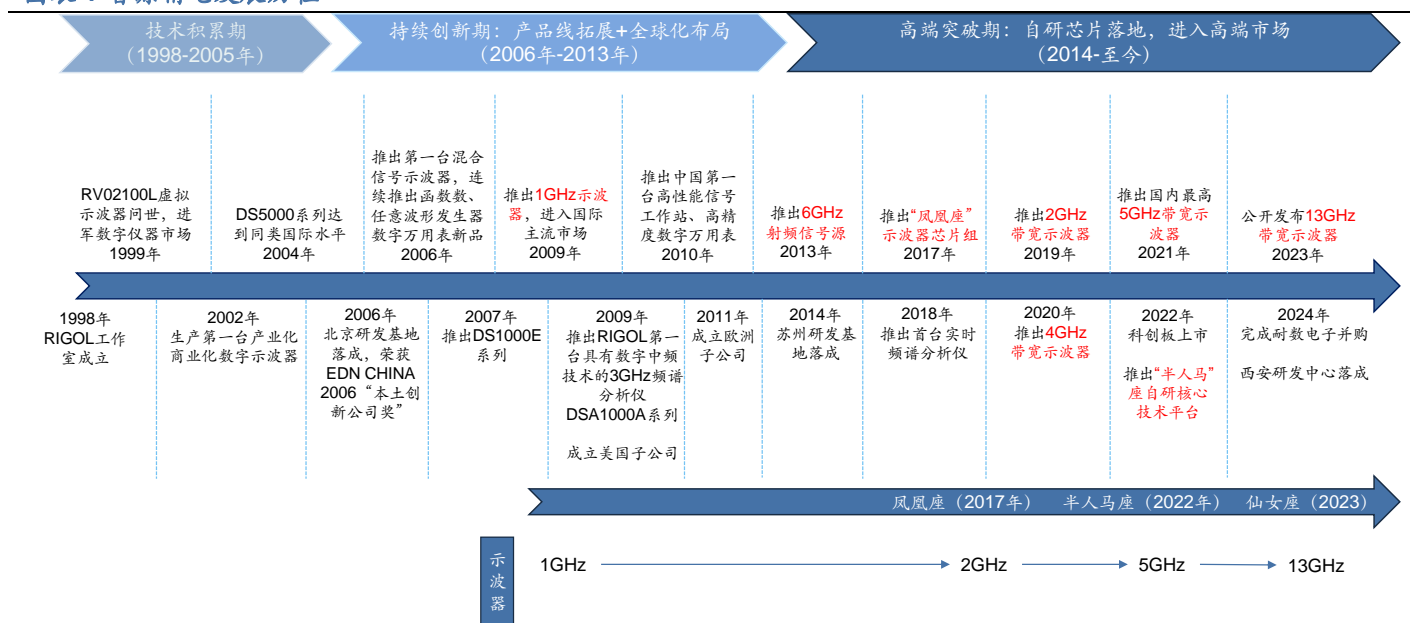 技术积累期
（1998-2005年）
持续创新期：产品线拓展+全球化布局
（2006年-2013年）
高端突破期：自研芯片落地，进入高端市场
（2014-至今）
RV02100L虚拟
示波器问世，进
军数字仪器市场
1999年
DS5000系列达
到同类国际水平
2004年
推出第一台混合
信号示波器，连
续推出函数数、
任意波形发生器
数字万用表新品
2006年
推出1GHz示波
器，进入国际
主流市场
2009年
推出中国第一
台高性能信号
工作站、高精
度数字万用表
2010年
推出6GHz
射频信号源
2013年
推出“凤凰座”
示波器芯片组
2017年
推出2GHz
带宽示波器
2019年
推出国内最高
5GHz带宽示
波器
2021年
公开发布13GHz
带宽示波器
2023年
1998年
RIGOL工作
室成立
2002年
生产第一台产业化
商业化数字示波器
2006年
北京研发基地
落成，荣获
EDN CHINA
2006“本土创
新公司奖”
2007年
推出DS1000E
系列
2009年
推出RIGOL第一
台具有数字中频
技术的3GHz频谱
分析仪
DSA1000A系列
成立美国子公司
2011年
成立欧洲
子公司
2014年
苏州研发基
地落成
2018年
推出首台实时
频谱分析仪
2020年
推出4GHz
带宽示波器
2022年
科创板上市
推出“半人马”
座自研核心
技术平台
2024年
完成耐数电子并购
西安研发中心落成
凤凰座（2017年） 半人马座（2022年） 仙女座（2023）
示
波
器
1GHz 2GHz 5GHz 13GHz